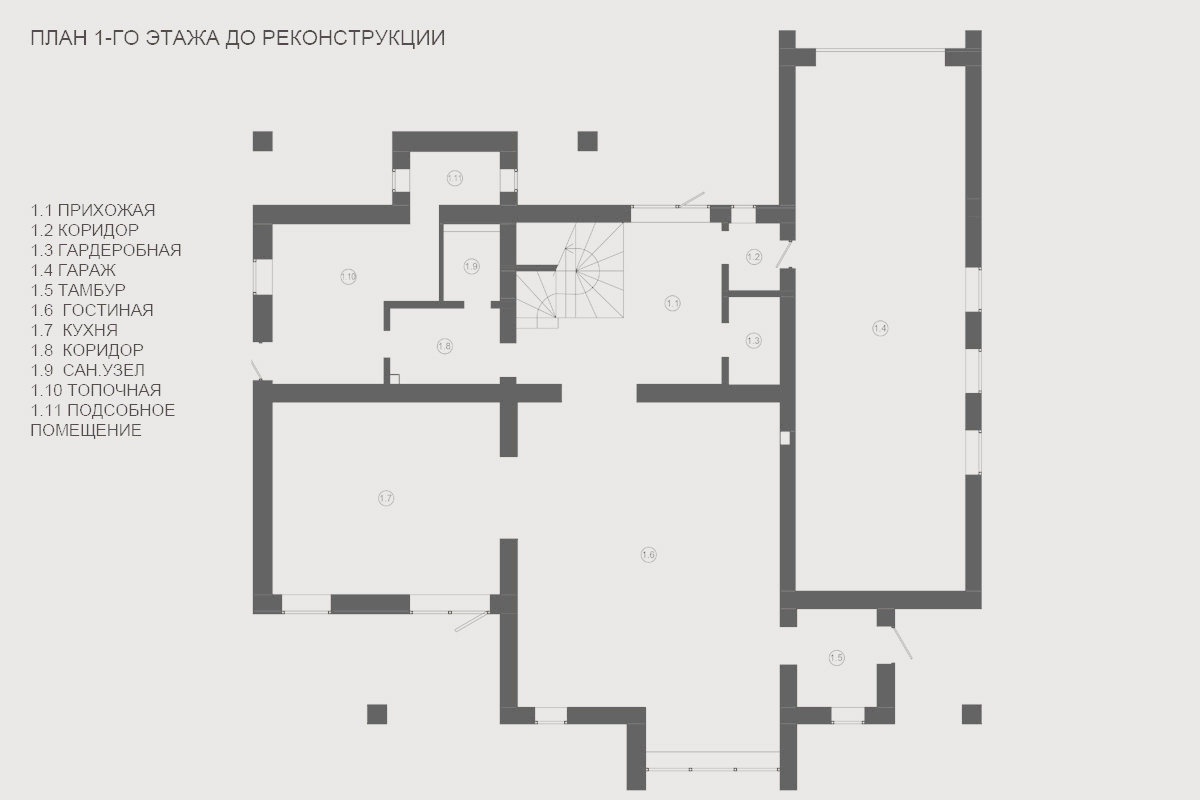 ПЛАН 1-ГО ЭТАЖА ДО РЕКОНСТРУКЦИИ
1.1 ПРИХОЖАЯ
1.2 КОРИДОР
1.3 ГАРДЕРОБНАЯ
1.4 ГАРАЖ
1.5 ТАМБУР
1.6 ГОСТИНАЯ
1.7 КУХНЯ
1.8 КОРИДОР
1.9 САН.УЗЕЛ
1.10 ТОПОЧНАЯ
1.11 ПОДСОБНОЕ
ПОМЕЩЕНИЕ
1.11
1.2
1.9
1.10
1.1
1.4
1.3
1.8
1.7
1.6
1.5